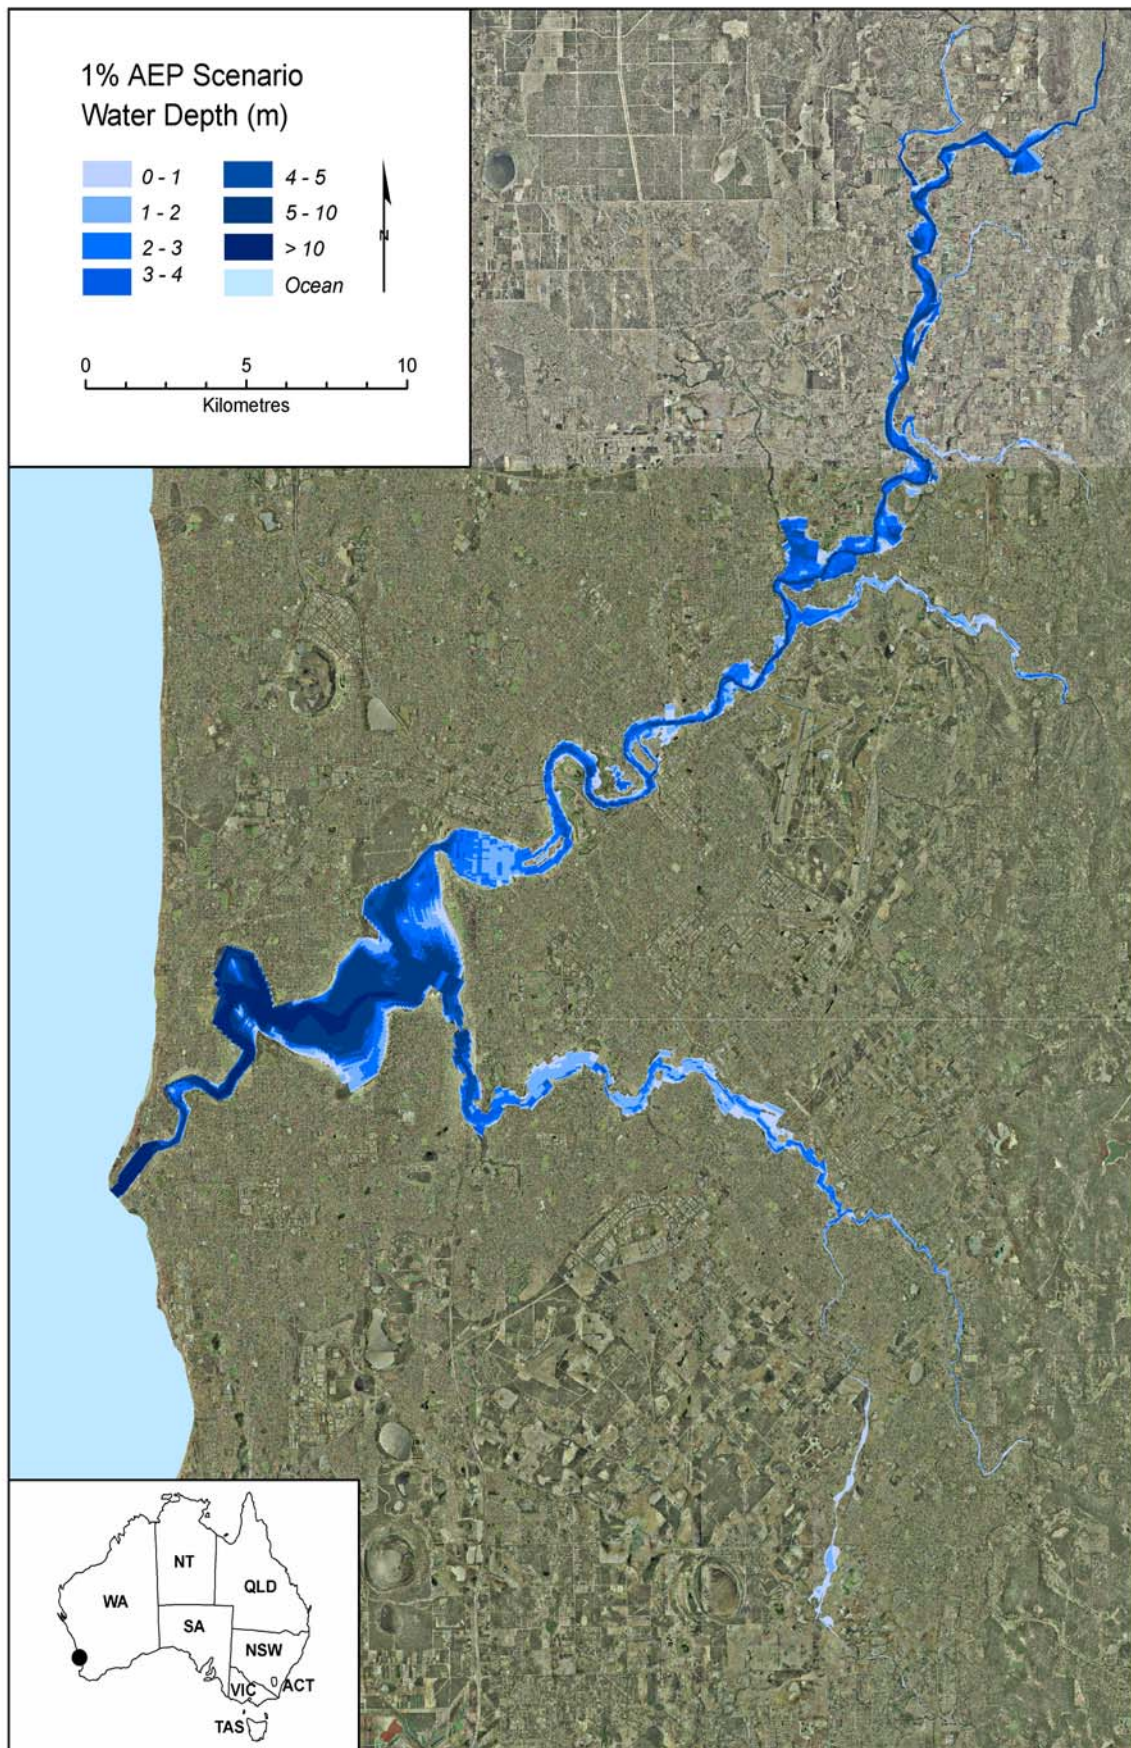 1% AEP Scenario
Water Depth (m)
0 - 1
4 - 5
1 - 2
5 - 10
2 - 3
> 10
3 - 4
Ocean
N
0 5 10
Kilometres
NT
WA
QLD
SA
NSW
VIC
ACT
TAS